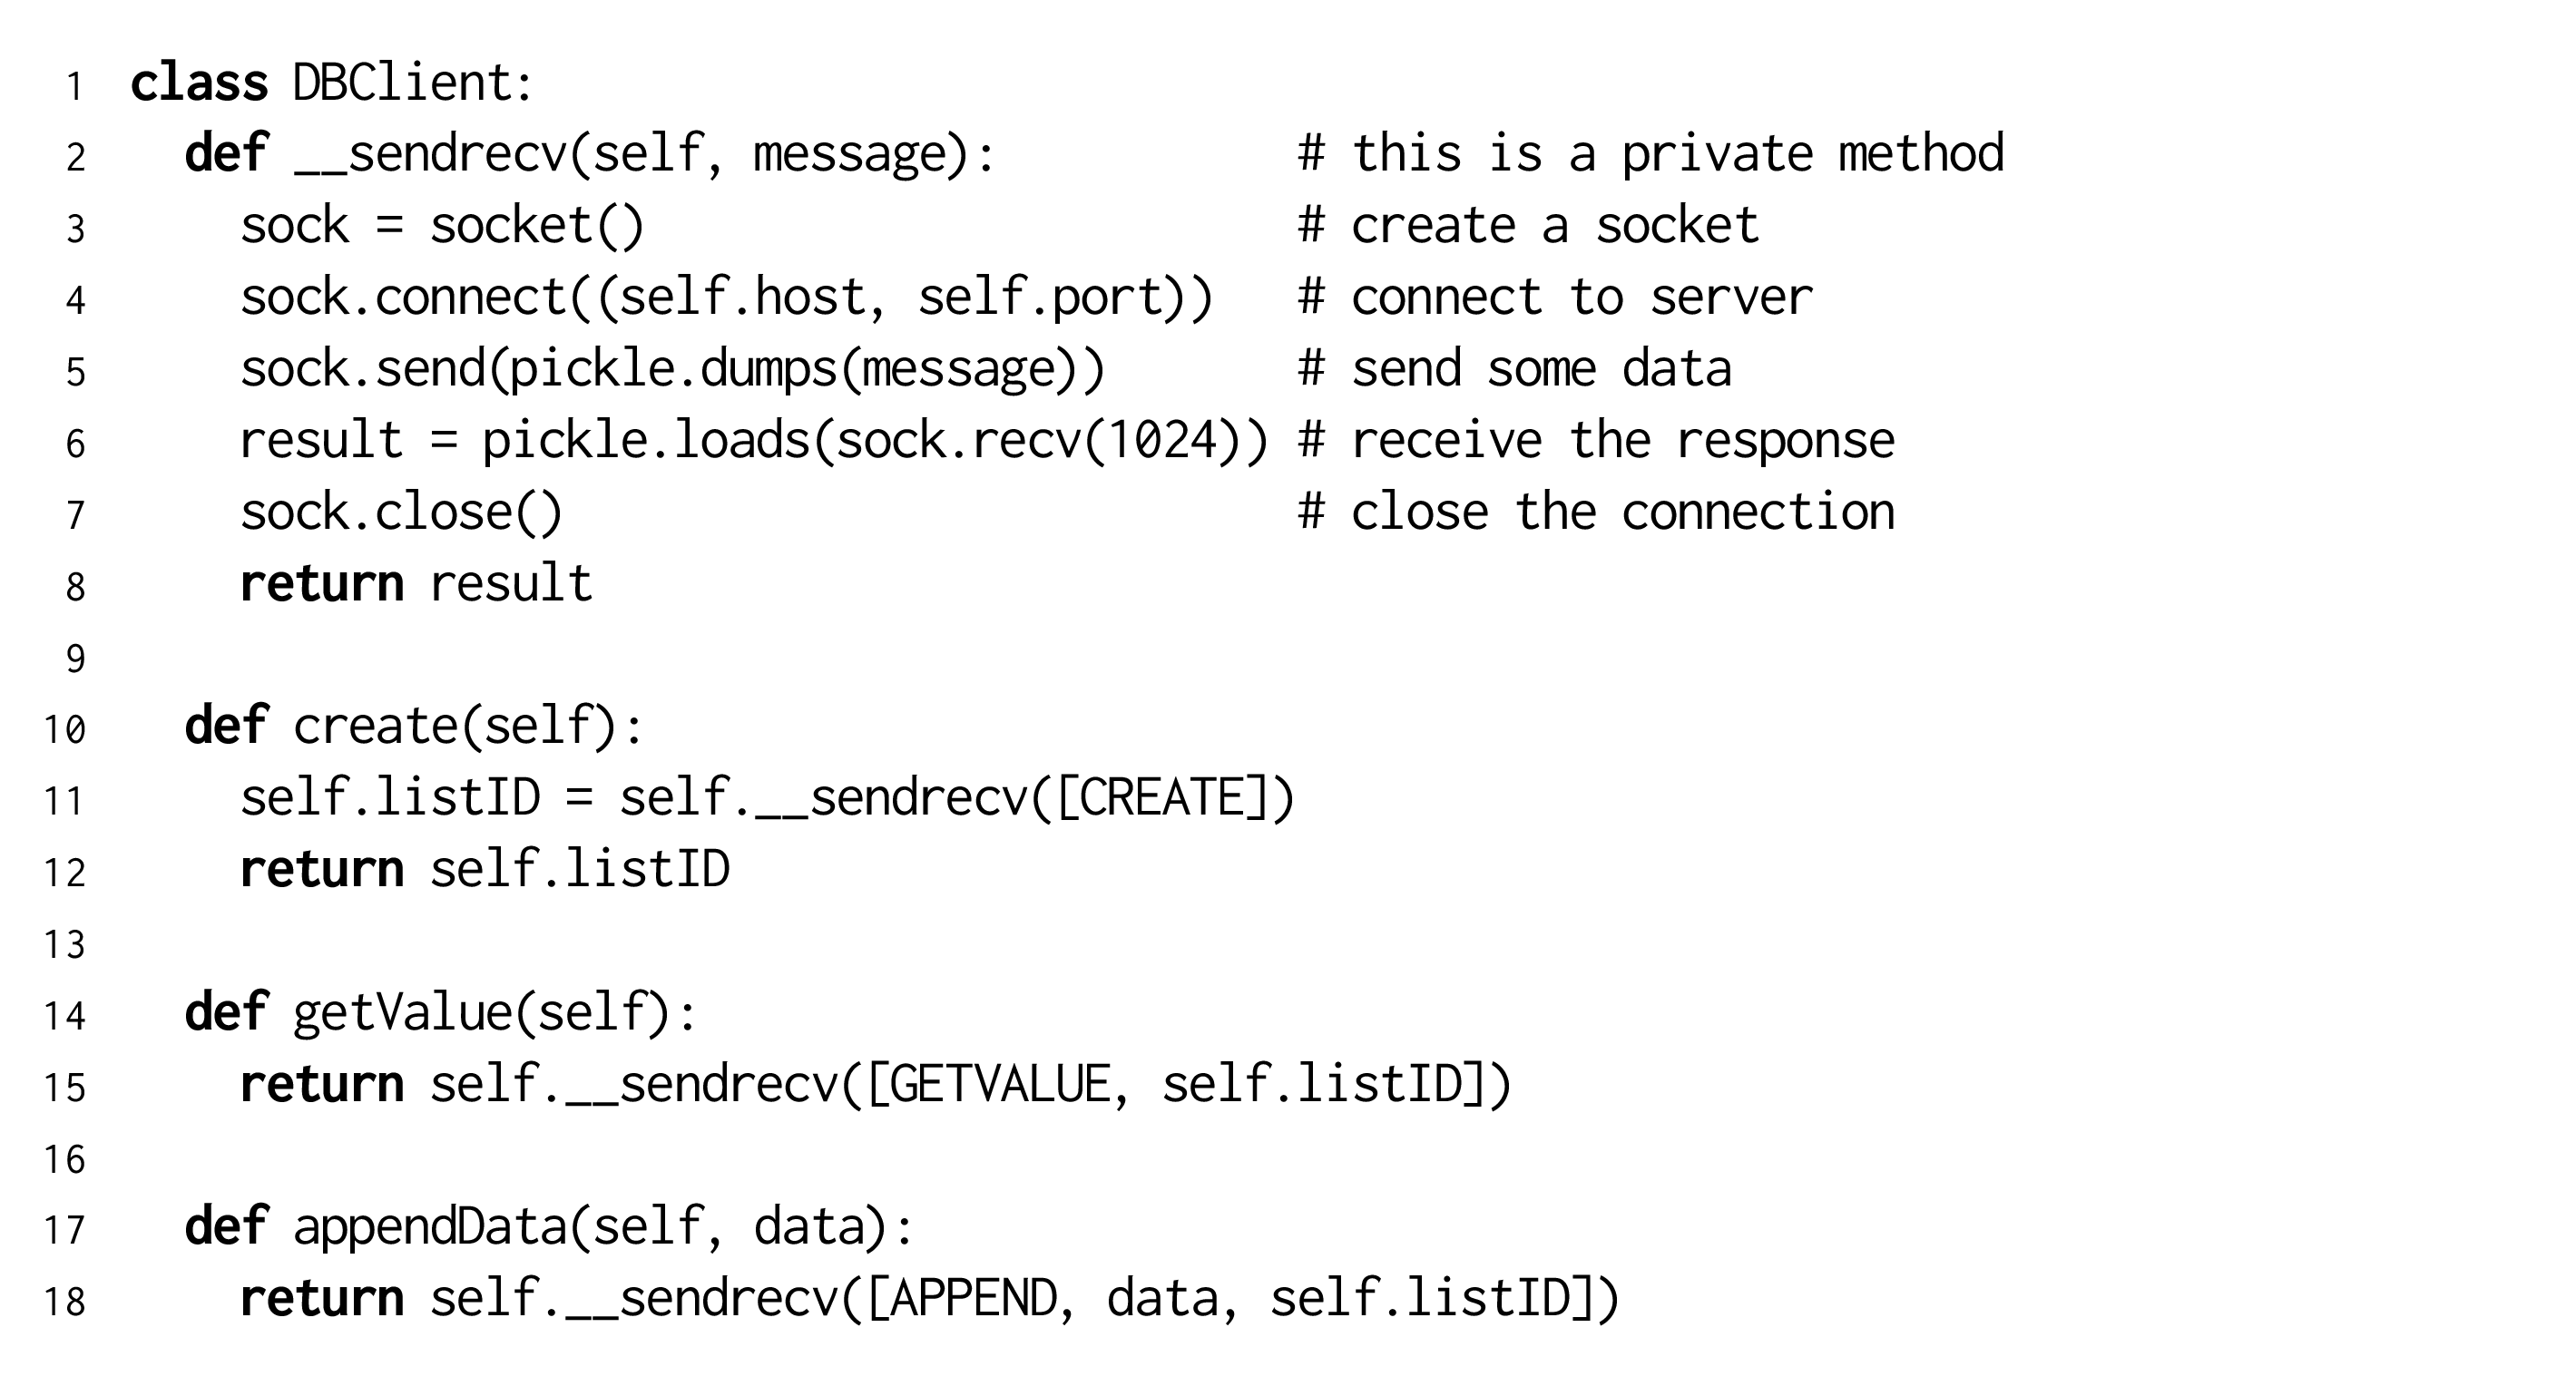 1 class DBClient:
2   def __sendrecv(self, message):           # this is a private method
3     sock = socket()                        # create a socket
4     sock.connect((self.host, self.port))   # connect to server
5     sock.send(pickle.dumps(message))       # send some data
6     result = pickle.loads(sock.recv(1024)) # receive the response
7     sock.close()                           # close the connection
8     return result
9
10   def create(self):
11     self.listID = self.__sendrecv([CREATE])
12     return self.listID
13
14   def getValue(self):
15     return self.__sendrecv([GETVALUE, self.listID])
16
17   def appendData(self, data):
18     return self.__sendrecv([APPEND, data, self.listID])